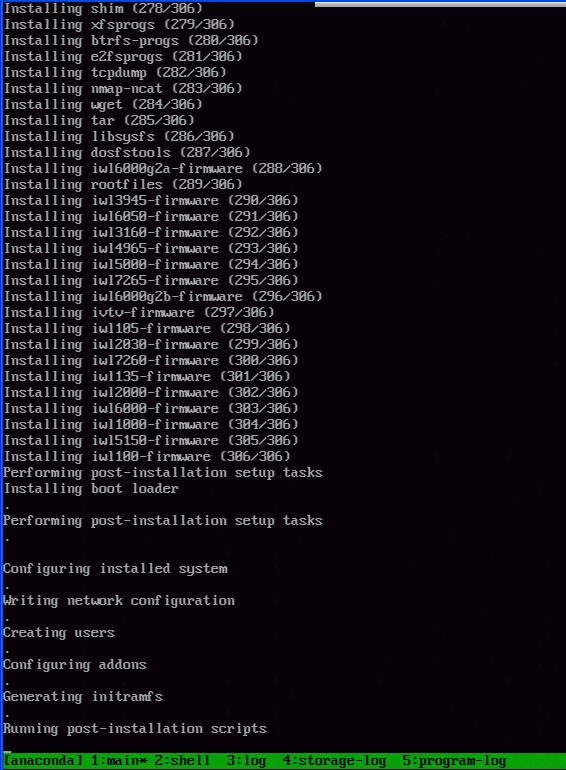 Installing shim (278/306)
Installing xfsprogs (279/306)
Installing btrfs-progs (280/306)
Installing e2fsprogs (281/306)
Installing tcpdump (282/306)
Installing nmap-ncat (283/306)
Installing wget (284/306)
Installing tar (285/306)
Installing libsysfs (286/306)
Installing dosfstools (287/306)
Installing iwl6000g2a-firmware (288/306)
Installing rootfiles (289/306)
Installing iwl3945-firmware (290/306)
Installing iwl6050-firmware (291/306)
Installing iwl3160-firmware (292/306)
Installing iwl4965-firmware (293/306)
Installing iwl5000-firmware (294/306)
Installing iwl7265-firmware (295/306)
Installing iwl6000g2b-firmware (296/306)
Installing ivtv-firmware (297/306)
Installing iwl105-firmware (298/306)
Installing iwl2030-firmware (299/306)
Installing iwl7260-firmware (300/306)
Installing iwl135-firmware (301/306)
Installing iwl2000-firmware (302/306)
Installing iwl6000-firmware (303/306)
Installing iwl1000-firmware (304/306)
Installing iwl5150-firmware (305/306)
Installing iwl100-firmware (306/306)
Performing post-installation setup tasks
Installing boot loader
.
Performing post-installation setup tasks
.
Configuring installed system
.
Writing network configuration
.
Creating users
.
Configuring addons
.
Generating initramfs
.
Running post-installation scripts
[anaconda] 1:main* 2:shell  3:log  4:storage-log  5:program-log